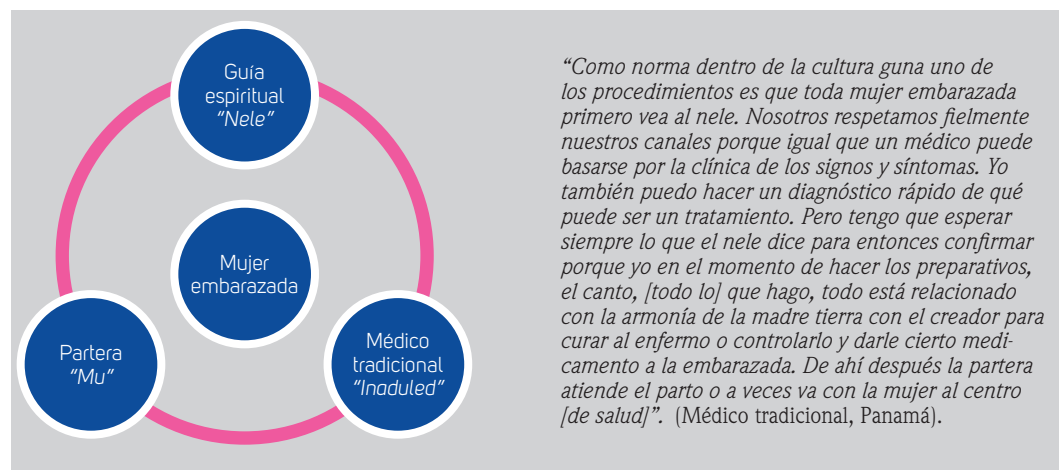 Guía
espiritual
“Nele”
Mujer
embarazada
Partera
“Mu”
Médico
tradicional
“Inaduled”
“Como norma dentro de la cultura guna uno de
los procedimientos es que toda mujer embarazada
primero vea al nele. Nosotros respetamos fielmente
nuestros canales porque igual que un médico puede
basarse por la clínica de los signos y síntomas. Yo
también puedo hacer un diagnóstico rápido de qué
puede ser un tratamiento. Pero tengo que esperar
siempre lo que el nele dice para entonces confirmar
porque yo en el momento de hacer los preparativos,
el canto, [todo lo] que hago, todo está relacionado
con la armonía de la madre tierra con el creador para
curar al enfermo o controlarlo y darle cierto medi-
camento a la embarazada. De ahí después la partera
atiende el parto o a veces va con la mujer al centro
[de salud]”. (Médico tradicional, Panamá).